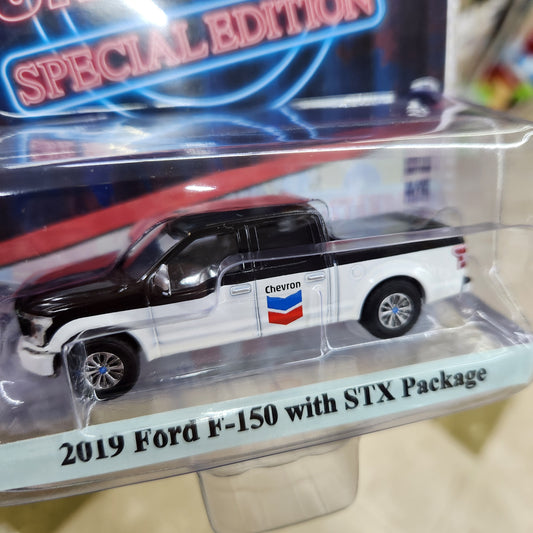 SPECIAL EDITION
Chevron
2019 Ford F-150 with STX Package